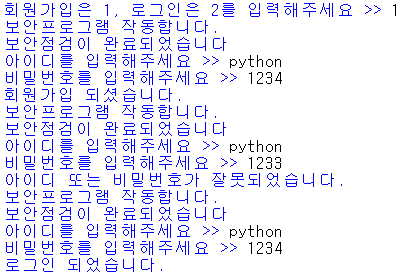 회원가입은 1, 로그인은 2를 입력해주세요 >> 1
보안프로그램 작동합니다.
보안점검이 완료되었습니다
아이디를 입력해주세요 >> python
비밀번호를 입력해주세요 >> 1234
회원가입 되셨습니다.
보안프로그램 작동합니다.
보안점검이 완료되었습니다
아이디를 입력해주세요 >> python
비밀번호를 입력해주세요 >> 1233
아이디 또는 비밀번호가 잘못되었습니다.
보안프로그램 작동합니다.
보안점검이 완료되었습니다
아이디를 입력해주세요 >> python
비밀번호를 입력해주세요 >> 1234
로그인 되었습니다.